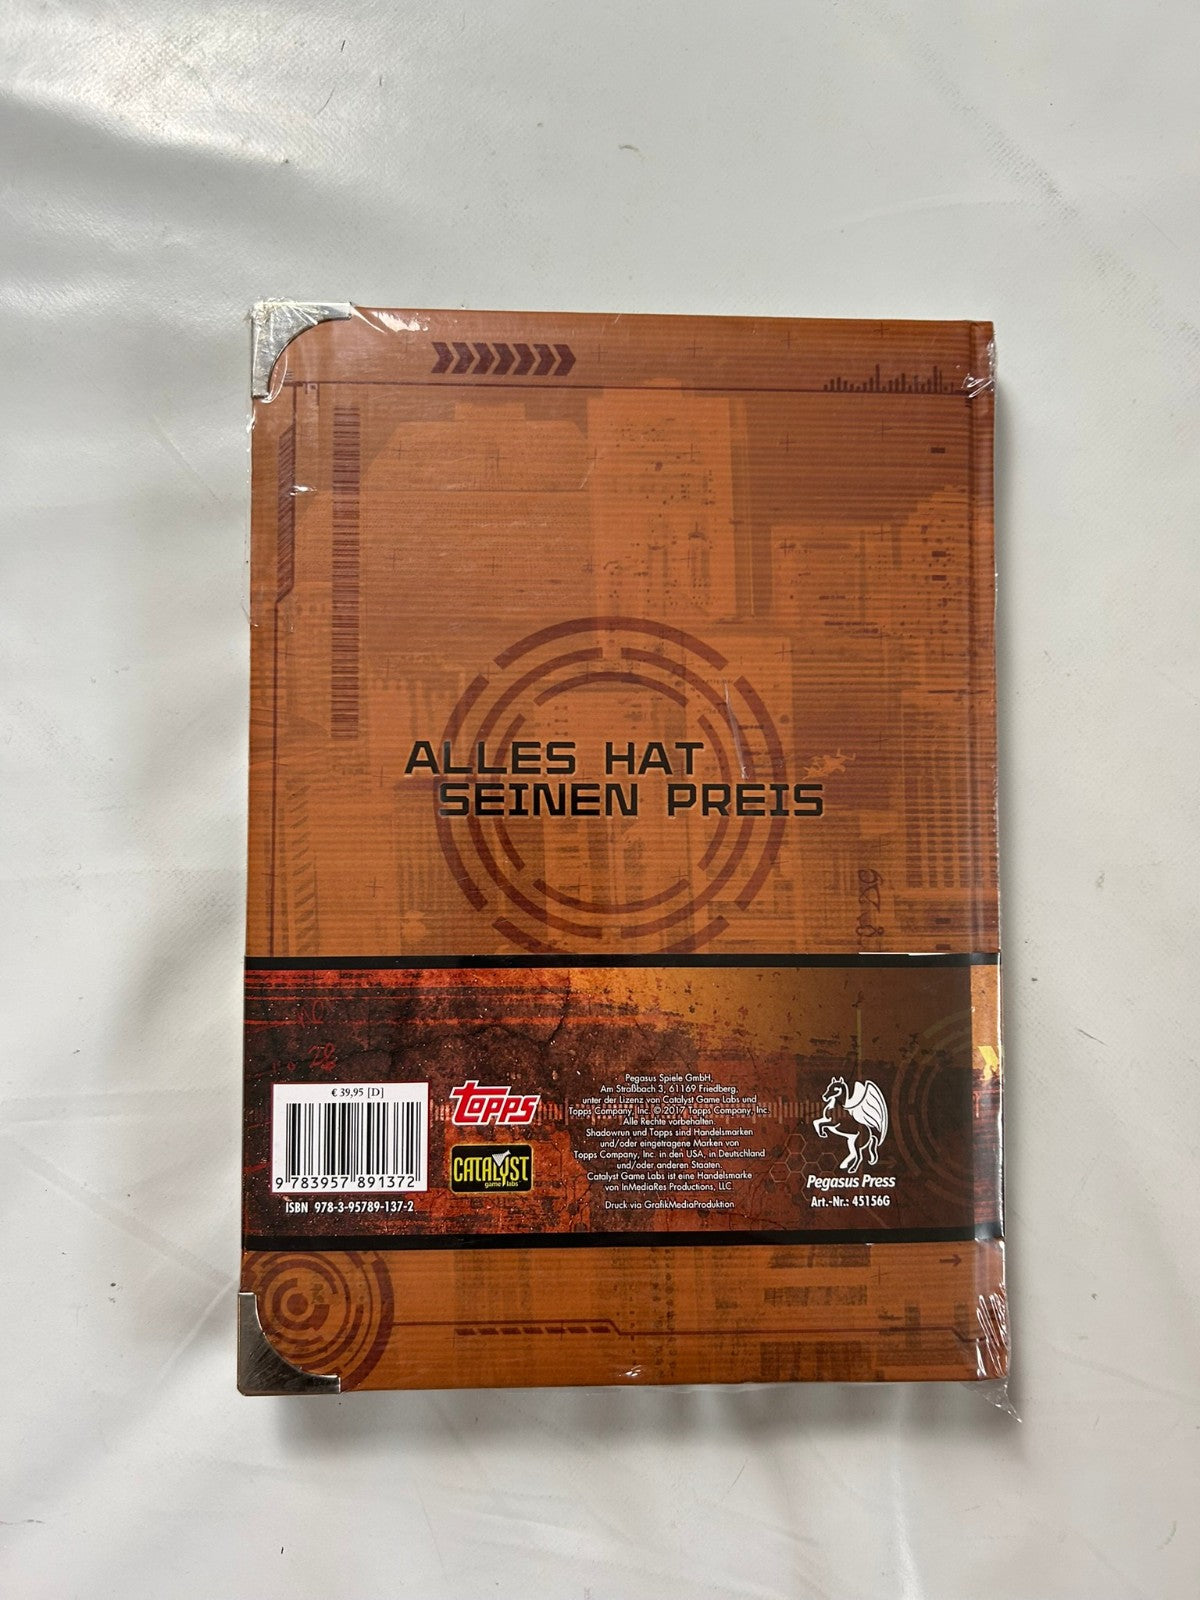 ALLES HAT
SEINEN PREIS
€ 39,95 [D]
9 783957 891372
ISBN 978-3-95789-137-2
Topps
CATALYST
game labs
Pegasus Spiele GmbH,
Am Straßbach 3, 61169 Friedberg,
unter der Lizenz von Catalyst Game Labs und
Topps Company, Inc. © 2017 Topps Company, Inc.
Alle Rechte vorbehalten.
Shadowrun und Topps sind Handelsmarken
und/oder eingetragene Marken von
Topps Company, Inc. in den USA, in Deutschland
und/oder anderen Staaten.
Catalyst Game Labs ist eine Handelsmarke
von InMediaRes Productions, LLC.
Druck via GrafikMediaProduktion
Pegasus Press
Art.-Nr.: 45156G